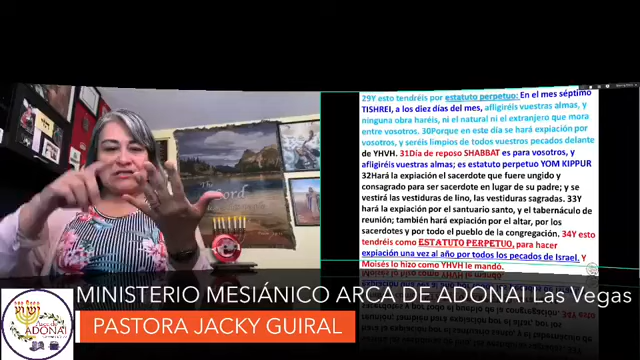 29Y esto tendréis por estatuto perpetuo: En el mes séptimo
TISHREI, a los diez días del mes, afligiréis vuestras almas, y
ninguna obra haréis, ni el natural ni el extranjero que mora
entre vosotros. 30Porque en este día se hará expiación por
vosotros, y seréis limpios de todos vuestros pecados delante
de YHVH. 31Día de reposo SHABBAT es para vosotros, y
afligiréis vuestras almas; es estatuto perpetuo YOM KIPPUR
32Hará la expiación el sacerdote que fuere ungido y
consagrado para ser sacerdote en lugar de su padre; y se
vestirá las vestiduras de lino, las vestiduras sagradas. 33Y
hará la expiación por el santuario santo, y el tabernáculo de
reunión; también hará expiación por el altar, por los
sacerdotes y por todo el pueblo de la congregación. 34Y esto
tendréis como ESTATUTO PERPETUO, para hacer
expiación una vez al año por todos los pecados de Israel. Y
Moisés lo hizo como YHVH le mandó.
The
Lord
MINISTERIO MESIÁNICO ARCA DE ADONAI Las Vegas
PASTORA JACKY GUIRAL
ישוע
Arca de
ADONAI